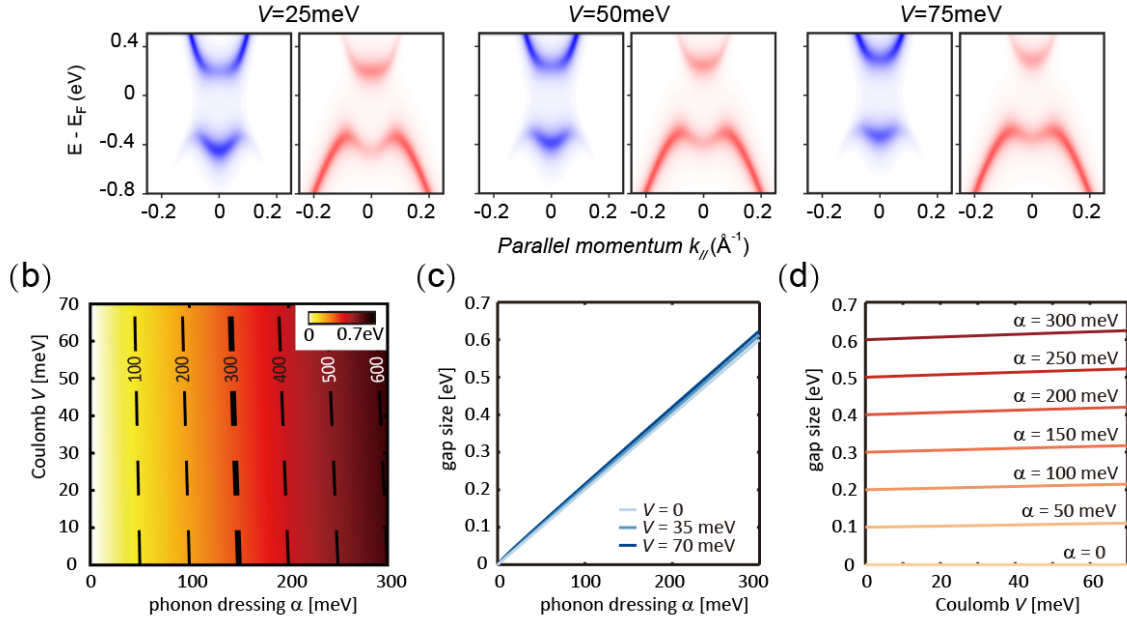 V=25meV V=50meV V=75meV
E - E_F (eV)
0.4
0
-0.4
-0.8
-0.2 0 0.2 -0.2 0 0.2 -0.2 0 0.2 -0.2 0 0.2 -0.2 0 0.2 -0.2 0 0.2
Parallel momentum k_// (Å⁻¹)
(b)
Coulomb V [meV]
70
60
50
40
30
20
10
0
0 0.7eV
100 200 300 400 500 600
0 100 200 300
phonon dressing α [meV]
(c)
gap size [eV]
0.7
0.6
0.5
0.4
0.3
0.2
0.1
0
V = 0
V = 35 meV
V = 70 meV
0 100 200 300
phonon dressing α [meV]
(d)
gap size [eV]
0.7
0.6
0.5
0.4
0.3
0.2
0.1
0
α = 300 meV
α = 250 meV
α = 200 meV
α = 150 meV
α = 100 meV
α = 50 meV
α = 0
0 20 40 60
Coulomb V [meV]